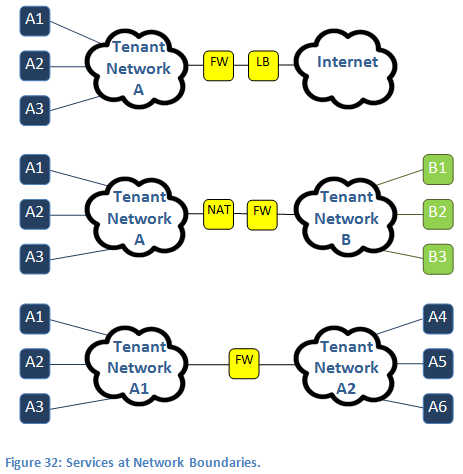 A1
A2
A3
Tenant
Network
A
FW
LB
Internet
A1
A2
A3
Tenant
Network
A
NAT
FW
Tenant
Network
B
B1
B2
B3
A1
A2
A3
Tenant
Network
A1
FW
Tenant
Network
A2
A4
A5
A6
Figure 32: Services at Network Boundaries.